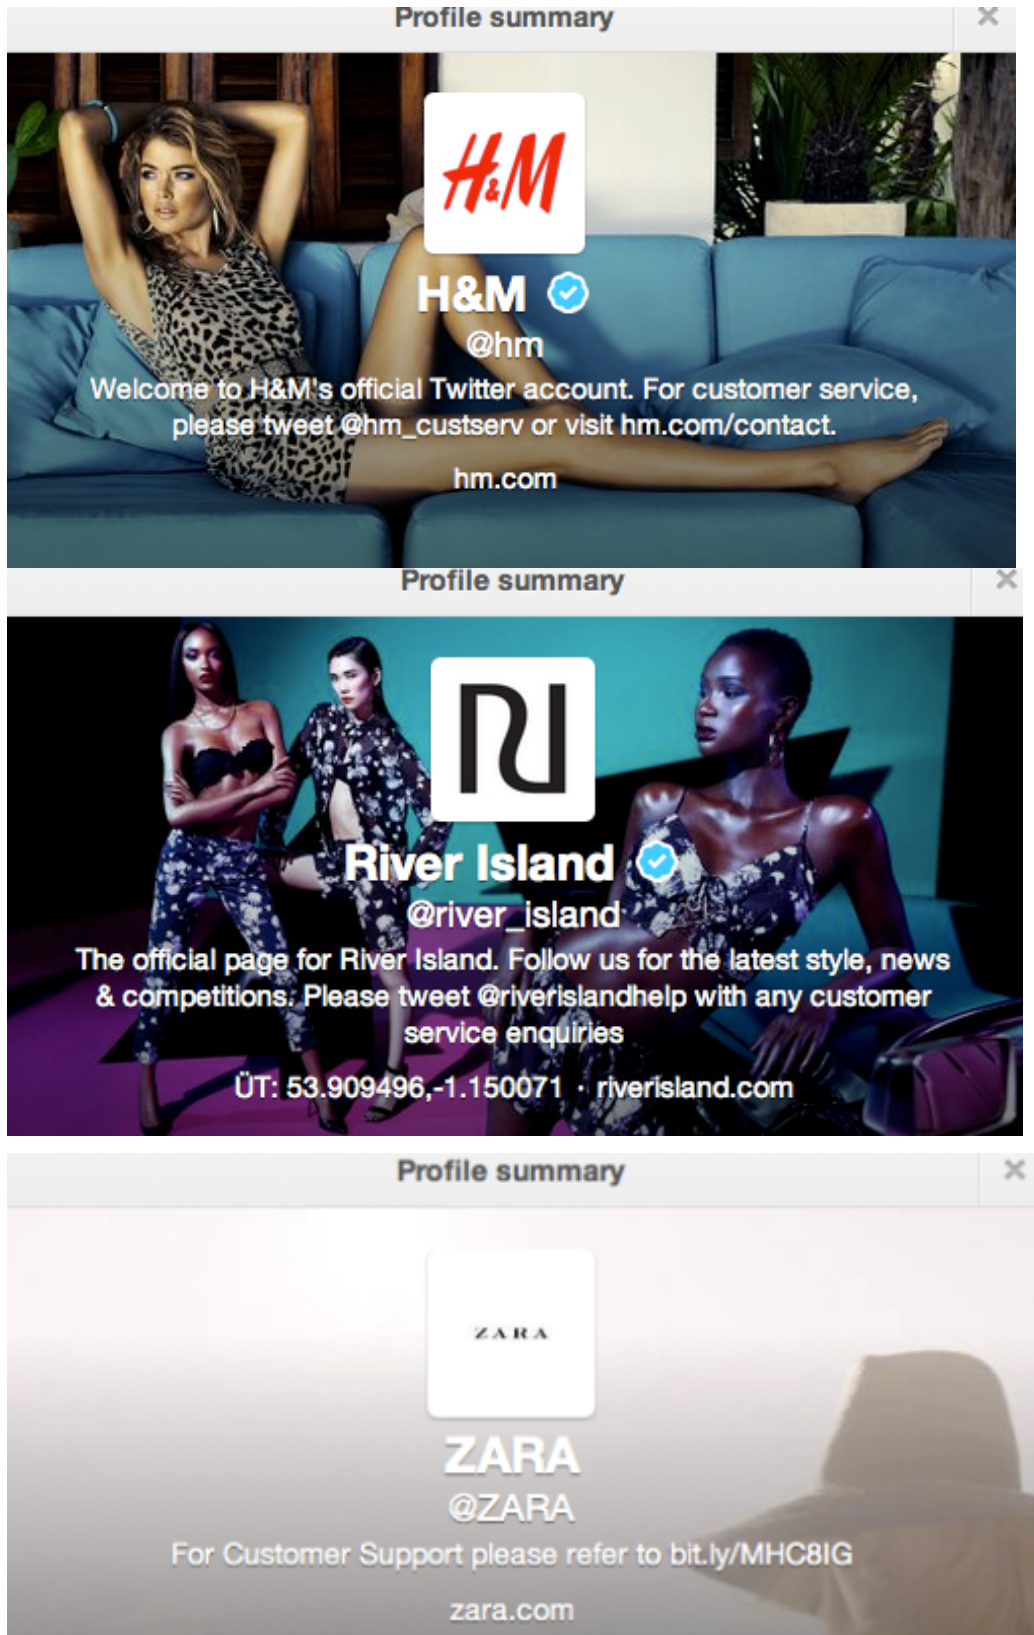 Profile summary ×
H&M
H&M
@hm
Welcome to H&M's official Twitter account. For customer service,
please tweet @hm_custserv or visit hm.com/contact.
hm.com
Profile summary ×
River Island
@river_island
The official page for River Island. Follow us for the latest style, news
& competitions. Please tweet @riverislandhelp with any customer
service enquiries
ÜT: 53.909496,-1.150071 · riverisland.com
Profile summary ×
ZARA
ZARA
@ZARA
For Customer Support please refer to bit.ly/MHC8IG
zara.com